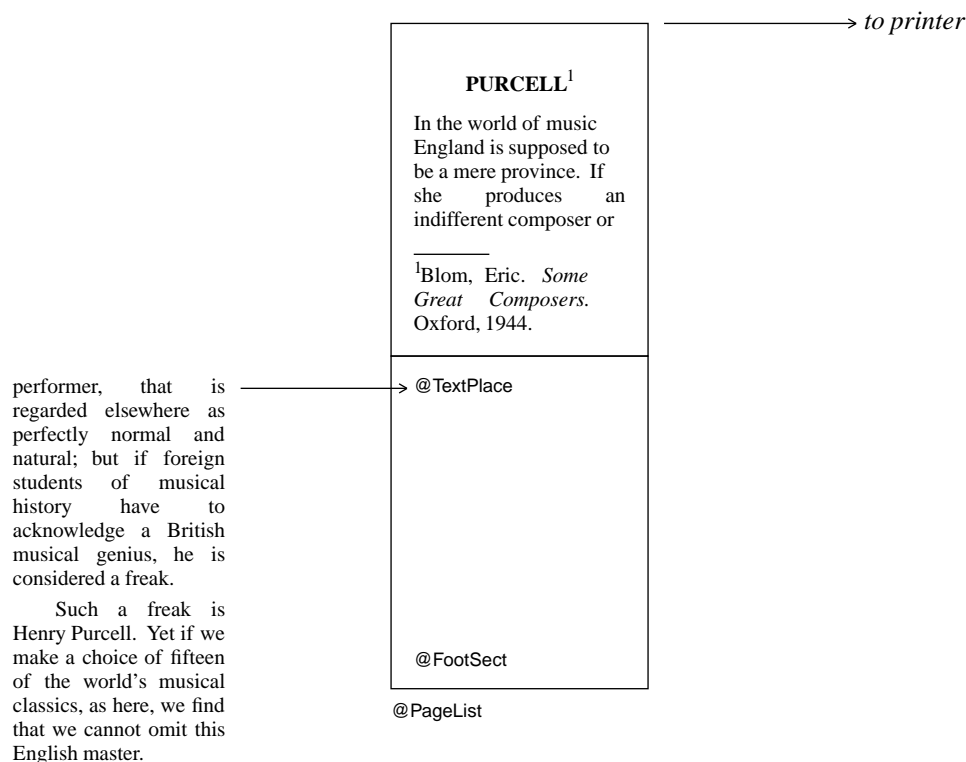 to printer
PURCELL1
In the world of music
England is supposed to
be a mere province. If
she produces an
indifferent composer or
1Blom, Eric. Some
Great Composers.
Oxford, 1944.
performer, that is
regarded elsewhere as
perfectly normal and
natural; but if foreign
students of musical
history have to
acknowledge a British
musical genius, he is
considered a freak.
Such a freak is
Henry Purcell. Yet if we
make a choice of fifteen
of the world's musical
classics, as here, we find
that we cannot omit this
English master.
@TextPlace
@FootSect
@PageList